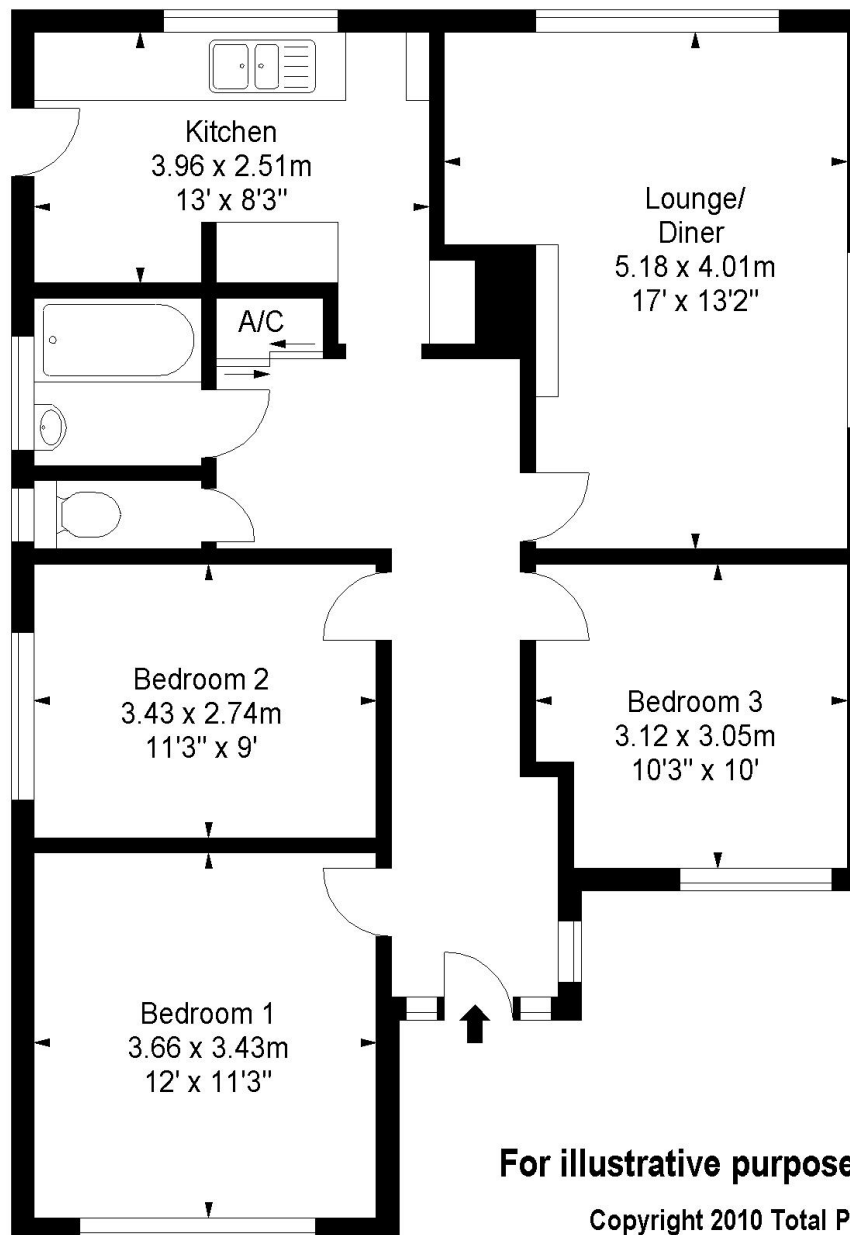 Kitchen
3.96 x 2.51m
13' x 8'3"
Lounge/
Diner
5.18 x 4.01m
17' x 13'2"
A/C
Bedroom 2
3.43 x 2.74m
11'3" x 9'
Bedroom 3
3.12 x 3.05m
10'3" x 10'
Bedroom 1
3.66 x 3.43m
12' x 11'3"
For illustrative purpose
Copyright 2010 Total P